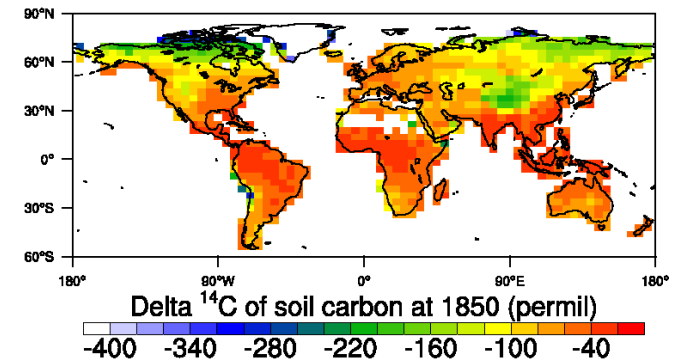 90°N
60°N
30°N
0°
30°S
60°S
180° 90°W 0° 90°E 180°
Delta ¹⁴C of soil carbon at 1850 (permil)
-400 -340 -280 -220 -160 -100 -40